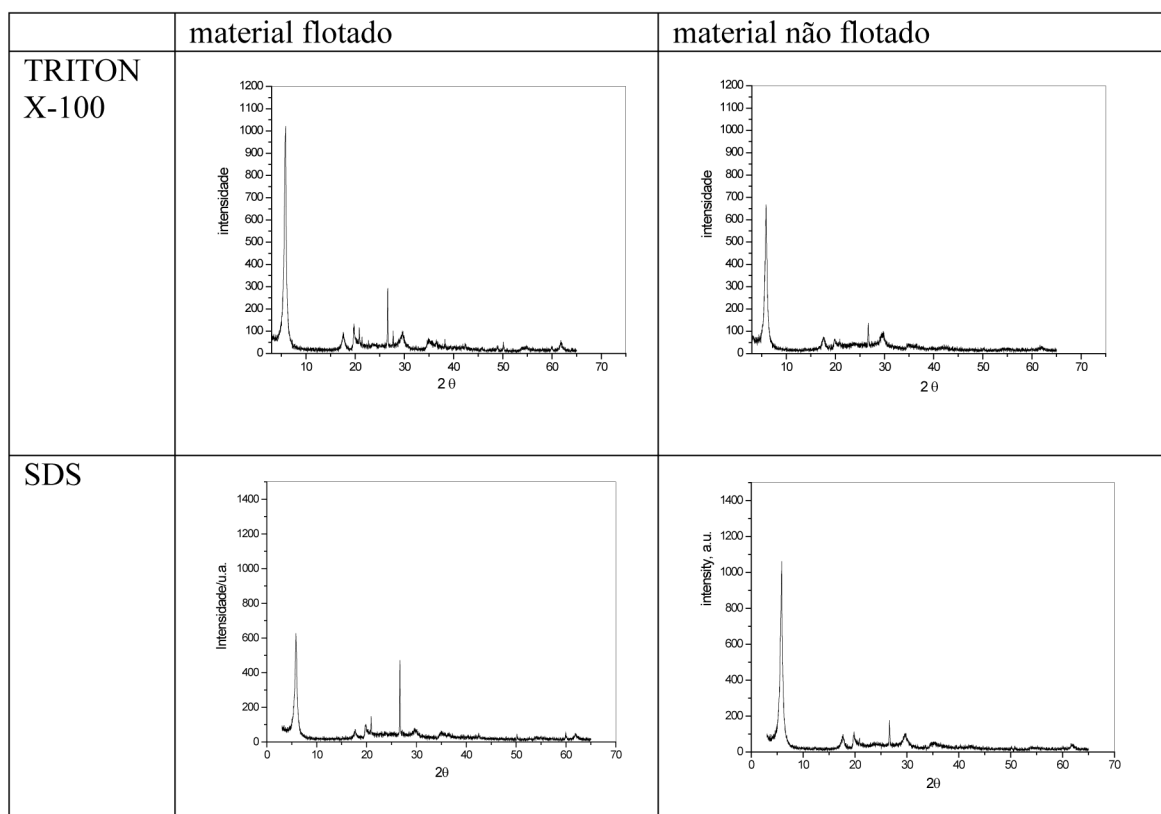 material flotado
material não flotado
TRITON
X-100
1200
1100
1000
900
800
700
600
500
400
300
200
100
0
intensidade
10 20 30 40 50 60 70
2 θ
1200
1100
1000
900
800
700
600
500
400
300
200
100
0
intensidade
10 20 30 40 50 60 70
2 θ
SDS
1400
1200
1000
800
600
400
200
0
Intensidade/u.a.
0 10 20 30 40 50 60 70
2θ
1400
1200
1000
800
600
400
200
0
intensity, a.u.
0 10 20 30 40 50 60 70
2θ